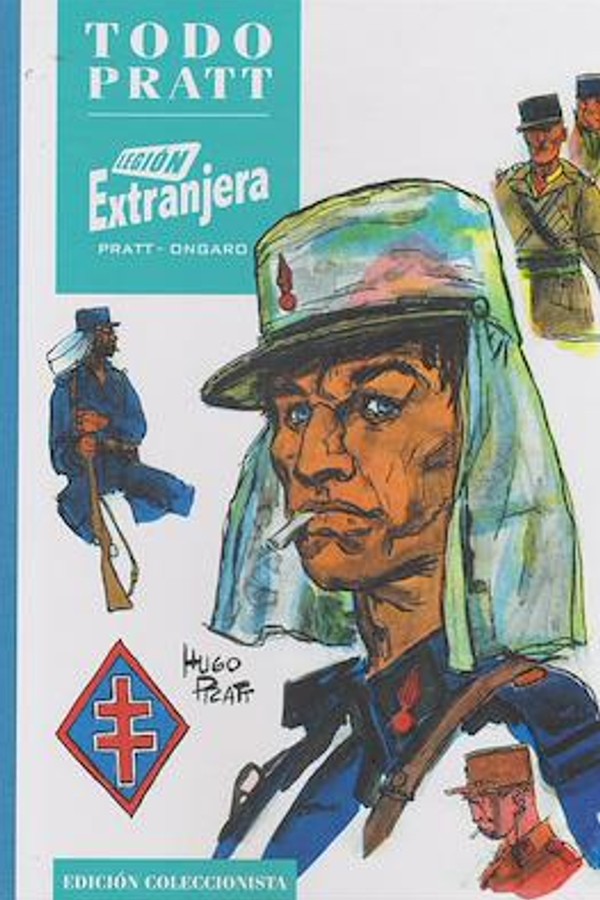 TODO
PRATT
LEGIÓN
Extranjera
PRATT - ONGARO
HUGO
PRATT
EDICIÓN COLECCIONISTA